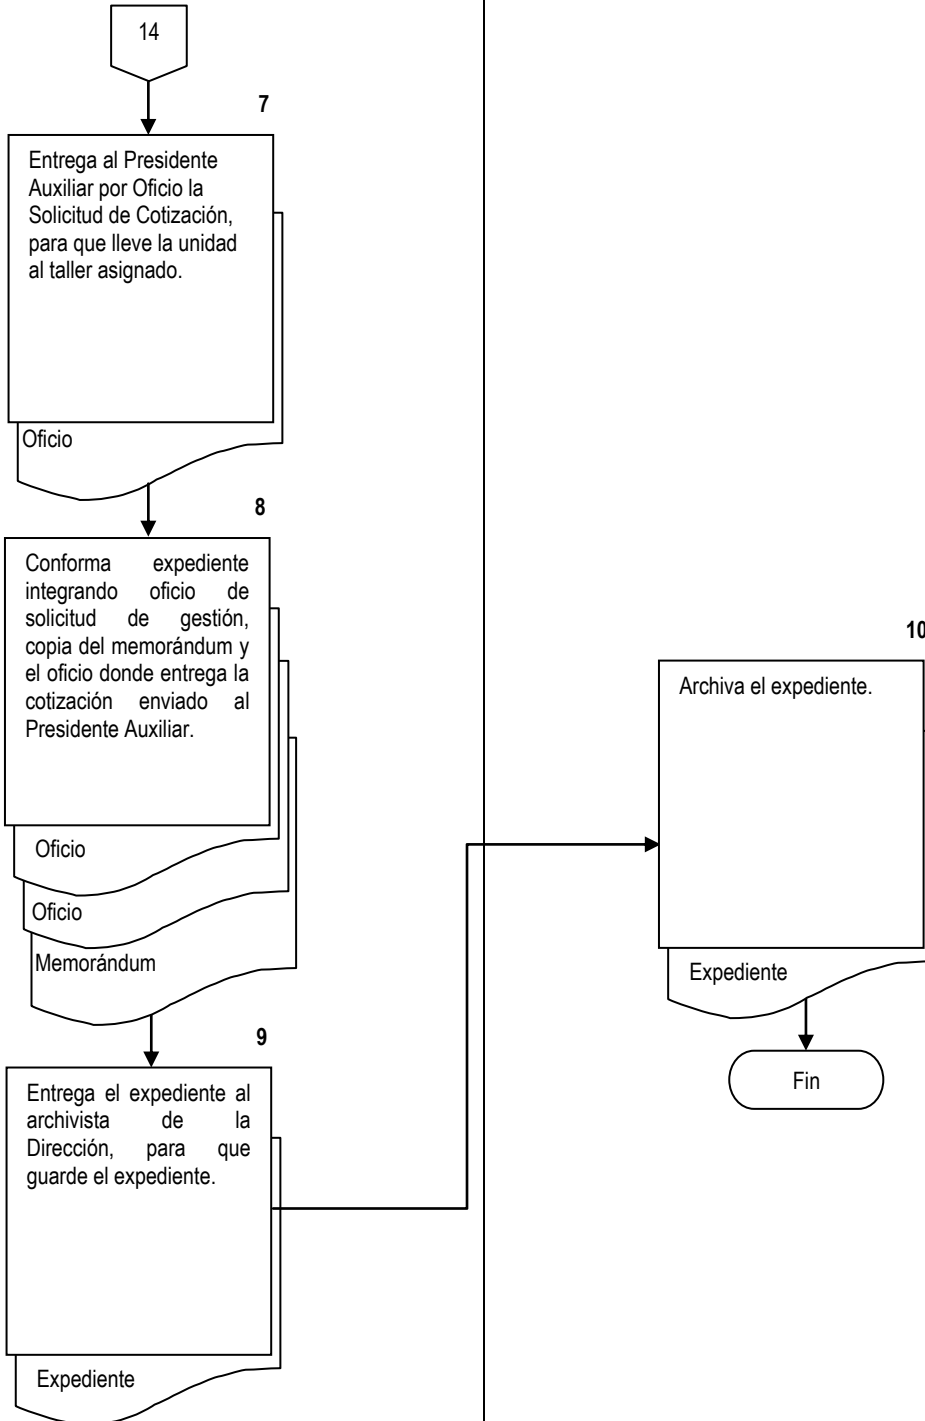 14
7
Entrega al Presidente
Auxiliar por Oficio la
Solicitud de Cotización,
para que lleve la unidad
al taller asignado.
Oficio
8
Conforma expediente
integrando oficio de
solicitud de gestión,
copia del memorándum y
el oficio donde entrega la
cotización enviado al
Presidente Auxiliar.
Oficio
Oficio
Memorándum
9
Entrega el expediente al
archivista de la
Dirección, para que
guarde el expediente.
Expediente
10
Archiva el expediente.
Expediente
Fin